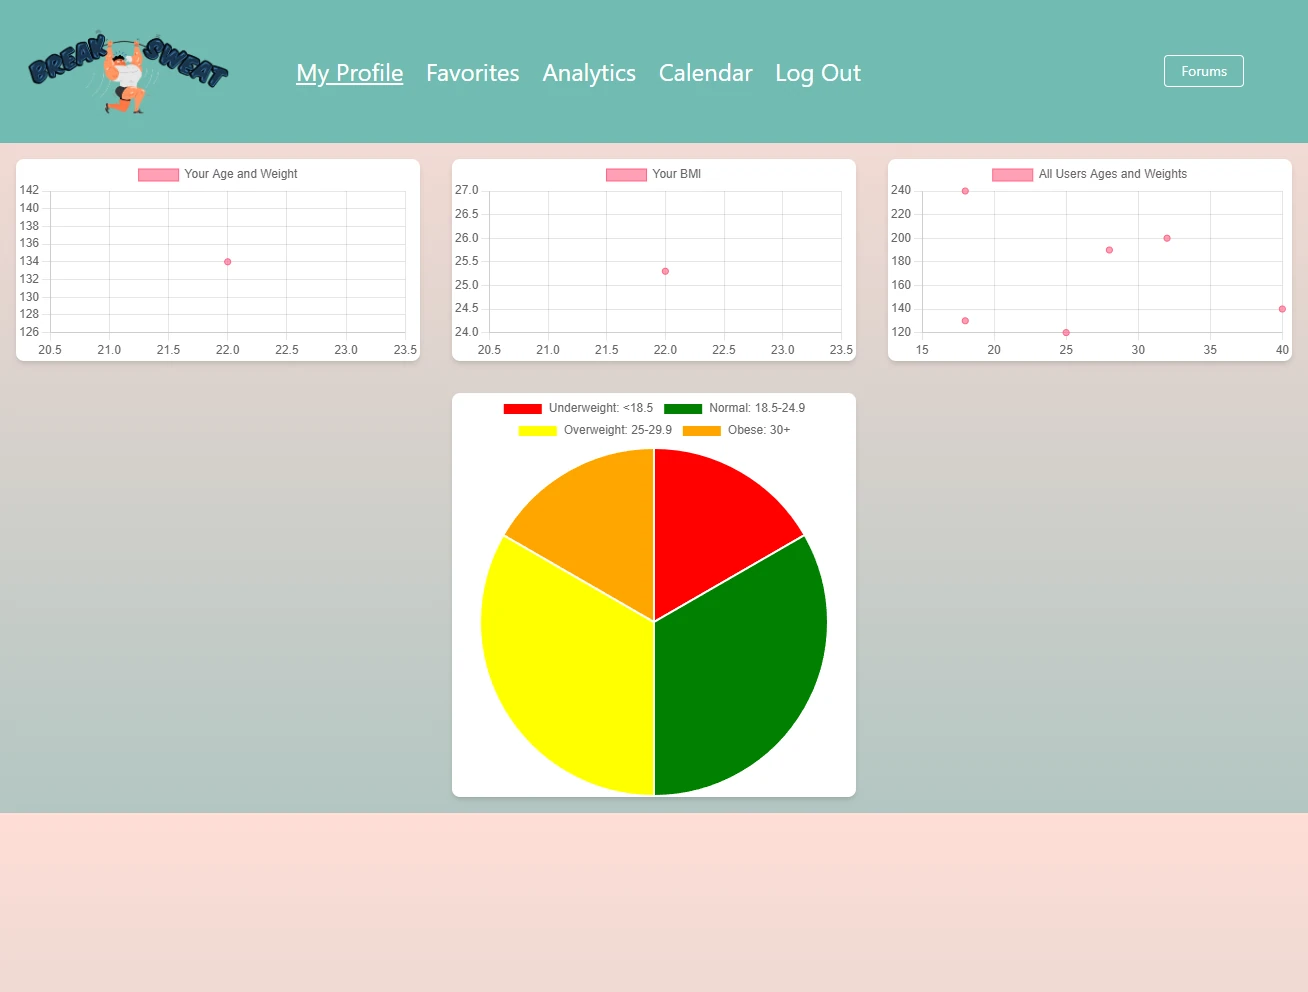 BREAK SWEAT
My Profile Favorites Analytics Calendar Log Out
Forums
Your Age and Weight
142
140
138
136
134
132
130
128
126
20.5 21.0 21.5 22.0 22.5 23.0 23.5
Your BMI
27.0
26.5
26.0
25.5
25.0
24.5
24.0
20.5 21.0 21.5 22.0 22.5 23.0 23.5
All Users Ages and Weights
240
220
200
180
160
140
120
15 20 25 30 35 40
Underweight: <18.5 Normal: 18.5-24.9
Overweight: 25-29.9 Obese: 30+